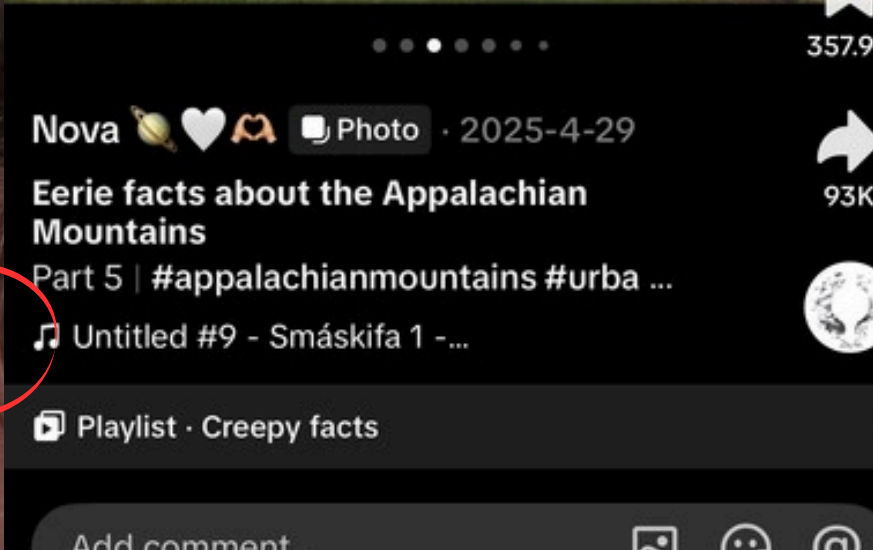 357.9
Nova 🪐🤍🫶🏼 Photo · 2025-4-29
93K
Eerie facts about the Appalachian
Mountains
Part 5 | #appalachianmountains #urba ...
Untitled #9 - Smáskifa 1 -...
Playlist · Creepy facts
Add comment...